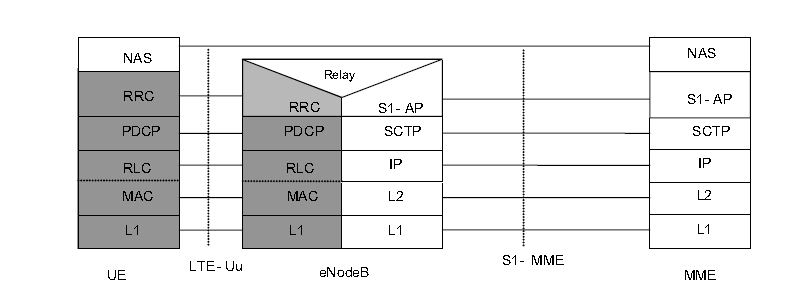 NAS NAS
Relay
RRC RRC S1- AP S1- AP
PDCP PDCP SCTP SCTP
RLC RLC IP IP
MAC MAC L2 L2
L1 L1 L1 L1
UE LTE- Uu eNodeB S1- MME MME